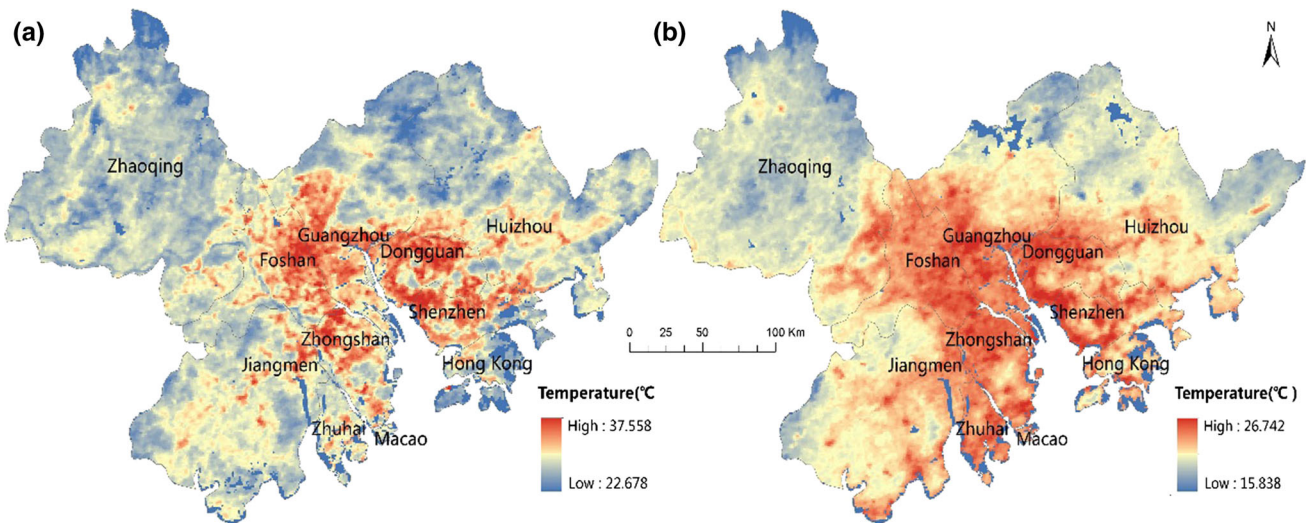 (a)
Zhaoqing
Huizhou
Guangzhou
Dongguan
Foshan
Shenzhen
Zhongshan
Jiangmen
Hong Kong
Zhuhai
Macao
Temperature(℃
High : 37.558
Low : 22.678
0 25 50 100 Km
(b)
N
Zhaoqing
Huizhou
Guangzhou
Dongguan
Foshan
Shenzhen
Zhongshan
Jiangmen
Hong Kong
Zhuhai
Macao
Temperature(℃ )
High : 26.742
Low : 15.838